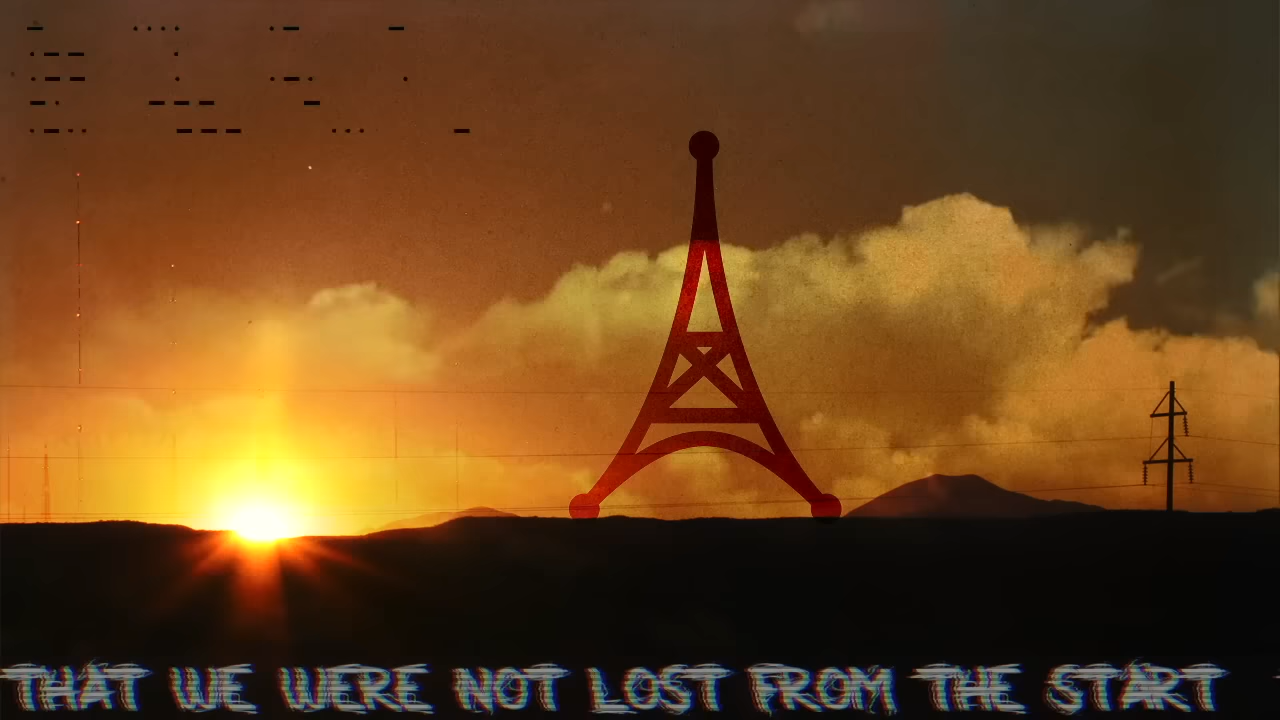 - .... .- -
.-- .
.-- . .-. .
-. --- -
.-.. --- ... -
THAT WE WERE NOT LOST FROM THE START